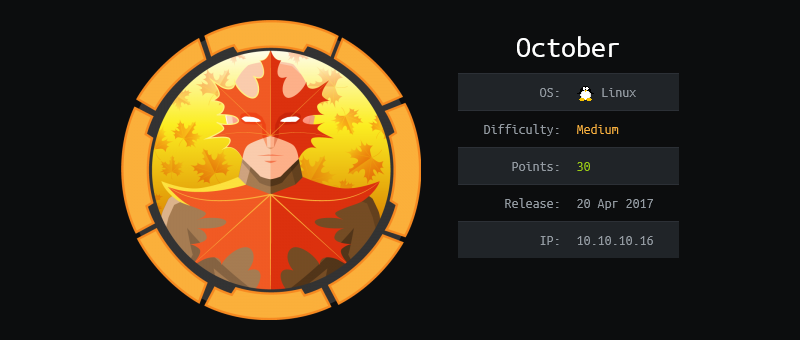 October
OS: Linux
Difficulty: Medium
Points: 30
Release: 20 Apr 2017
IP: 10.10.10.16